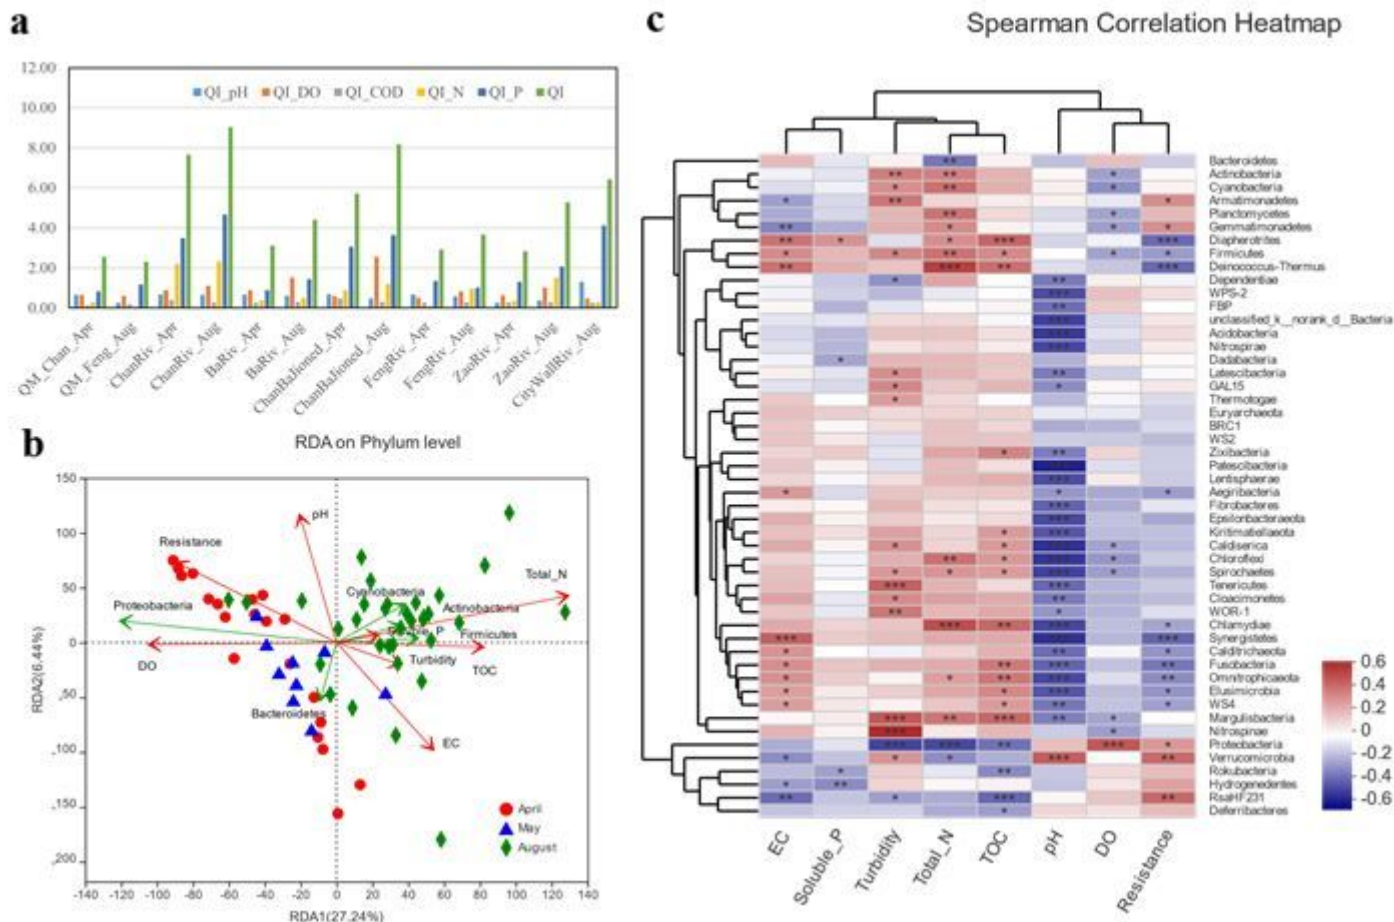 a
12.00
10.00
8.00
6.00
4.00
2.00
0.00
QI_pH QI_DO QI_COD QI_N QI_P QI
QM_Chan_Apr
QM_Feng_Aug
ChanRiv_Apr
ChanRiv_Aug
BaRiv_Apr
BaRiv_Aug
ChanBaJioned_Apr
ChanBaJioned_Aug
FengRiv_Apr
FengRiv_Aug
ZaoRiv_Apr
ZaoRiv_Aug
CityWallRiv_Aug
b
RDA on Phylum level
RDA2(6.44%)
150
100
50
0
-50
-100
-150
-200
pH
Resistance
Total_N
Cyanobacteria
Proteobacteria
Actinobacteria
Firmicutes
DO
Turbidity
TOC
Bacteroidetes
EC
April
May
August
-140 -120 -100 -80 -60 -40 -20 0 20 40 60 80 100 120 140
RDA1(27.24%)
c
Spearman Correlation Heatmap
Bacteroidetes
Actinobacteria
Cyanobacteria
Armatimonadetes
Planctomycetes
Gemmatimonadetes
Diapherotrites
Firmicutes
Deinococcus-Thermus
Dependentiae
WPS-2
FBP
unclassified_k__norank_d__Bacteria
Acidobacteria
Nitrospirae
Dadabacteria
Latescibacteria
GAL15
Thermotogae
Euryarchaeota
BRC1
WS2
Zixibacteria
Patescibacteria
Lentisphaerae
Aegiribacteria
Fibrobacteres
Epsilonbacteraeota
Kiritimatiellaeota
Caldiserica
Chloroflexi
Spirochaetes
Tenericutes
Cloacimonetes
WOR-1
Chlamydiae
Synergistetes
Calditrichaeota
Fusobacteria
Omnitrophicaeota
Elusimicrobia
WS4
Margulisbacteria
Nitrospinae
Proteobacteria
Verrucomicrobia
Rokubacteria
Hydrogenedentes
RsaHF231
Deferribacteres
EC
Soluble_P
Turbidity
Total_N
TOC
pH
DO
Resistance
0.6
0.4
0.2
0
-0.2
-0.4
-0.6